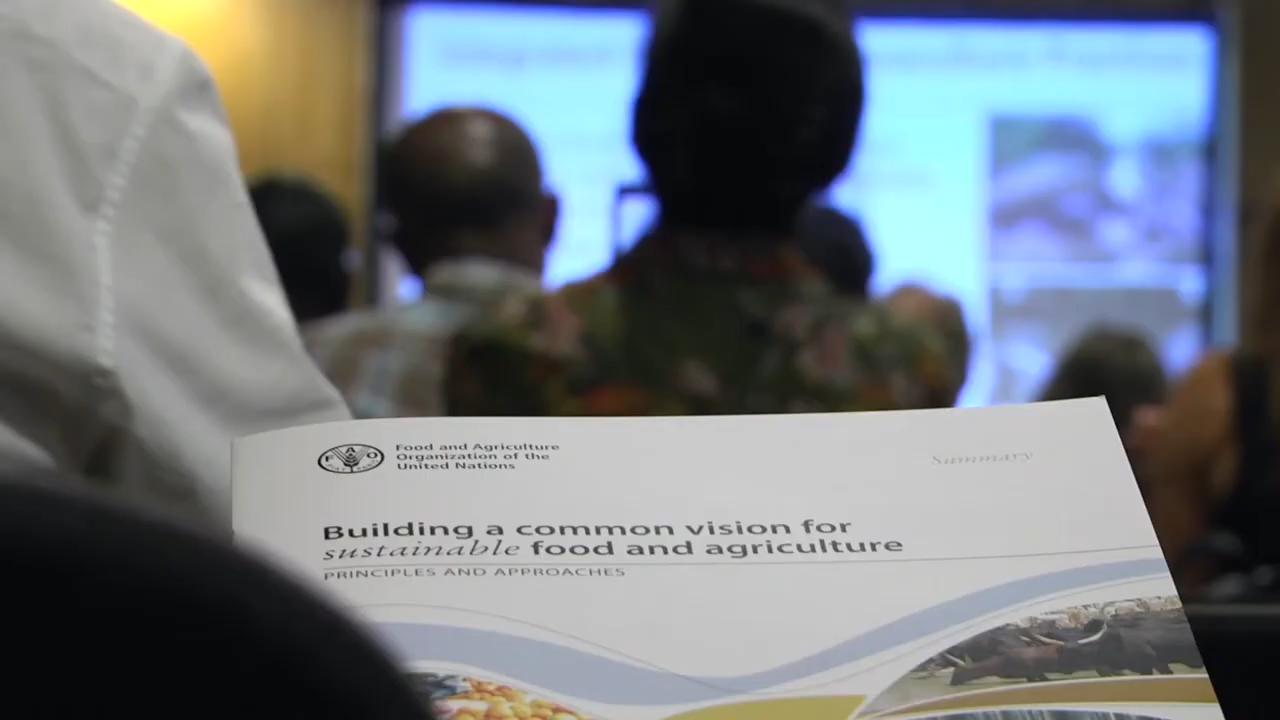 FAO
Food and Agriculture
Organization of the
United Nations
Summary
Building a common vision for
sustainable food and agriculture
PRINCIPLES AND APPROACHES